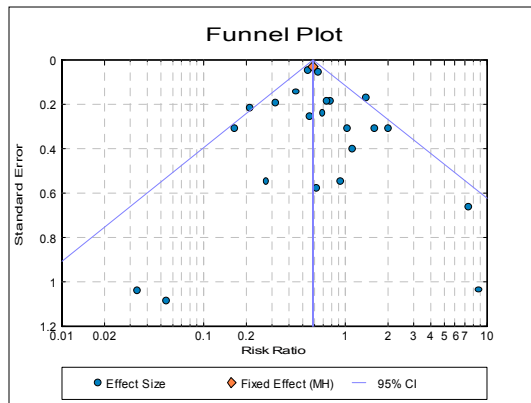 Funnel Plot
0
0.2
0.4
0.6
0.8
1
1.2
Standard Error
0.01 0.02 0.1 0.2 1 2 3 4 5 6 7 10
Risk Ratio
Effect Size Fixed Effect (MH) 95% CI